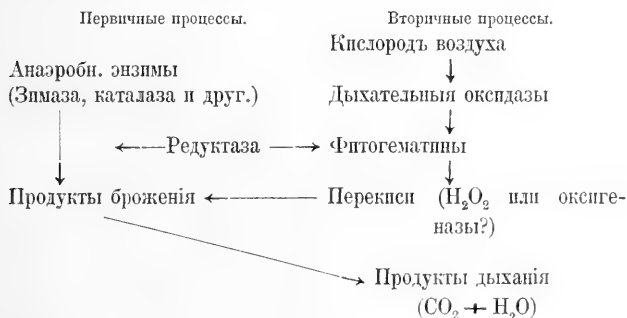 Первичные процессы.
Вторичные процессы.
Кислородъ воздуха
Анаэробн. энзимы
(Зимаза, каталаза и друг.)
Дыхательныя оксидазы
Редуктаза
Фитогематины
Продукты броженія
Перекиси (H₂O₂ или оксиге-
назы?)
Продукты дыханія
(CO₂ + H₂O)